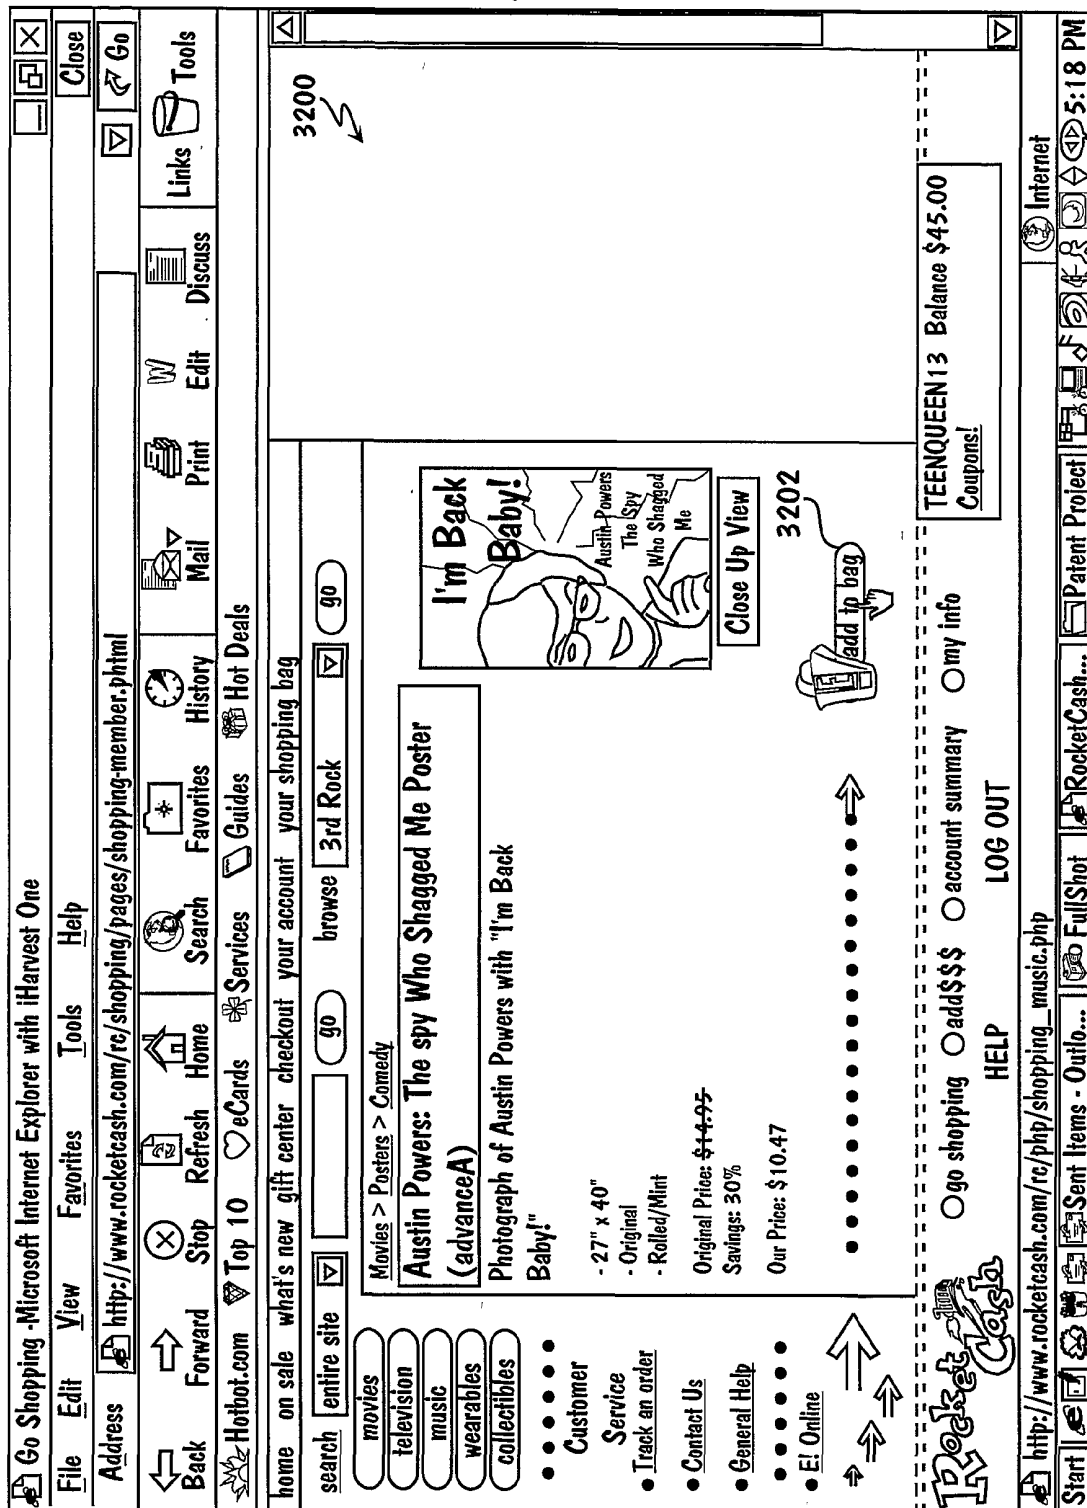 Go Shopping -Microsoft Internet Explorer with iHarvest One
File Edit View Favorites Tools Help Close
Address http://www.rocketcash.com/rc/shopping/pages/shopping-member.phtml Go
Back Forward Stop Refresh Home Search Favorites History Mail Print Edit Discuss Links Tools
Hotbot.com Top 10 eCards Services Guides Hot Deals
home on sale what's new gift center checkout your account your shopping bag
search entire site go browse 3rd Rock go
movies
television
music
wearables
collectibles
Customer
Service
Track an order
Contact Us
General Help
E! Online
Movies > Posters > Comedy
Austin Powers: The spy Who Shagged Me Poster
(advanceA)
Photograph of Austin Powers with "I'm Back
Baby!"
- 27" x 40"
- Original
- Rolled/Mint
Original Price: $14.95
Savings: 30%
Our Price: $10.47
I'm Back
Baby!
Austin Powers
The Spy
Who Shagged
Me
Close Up View
3202
add to bag
3200
Rocket
Cash
go shopping add$$$ account summary my info
HELP LOG OUT
TEENQUEEN13 Balance $45.00
Coupons!
http://www.rocketcash.com/rc/php/shopping_music.php Internet
Start Sent Items - Outlo... FullShot RocketCash... Patent Project 5:18 PM